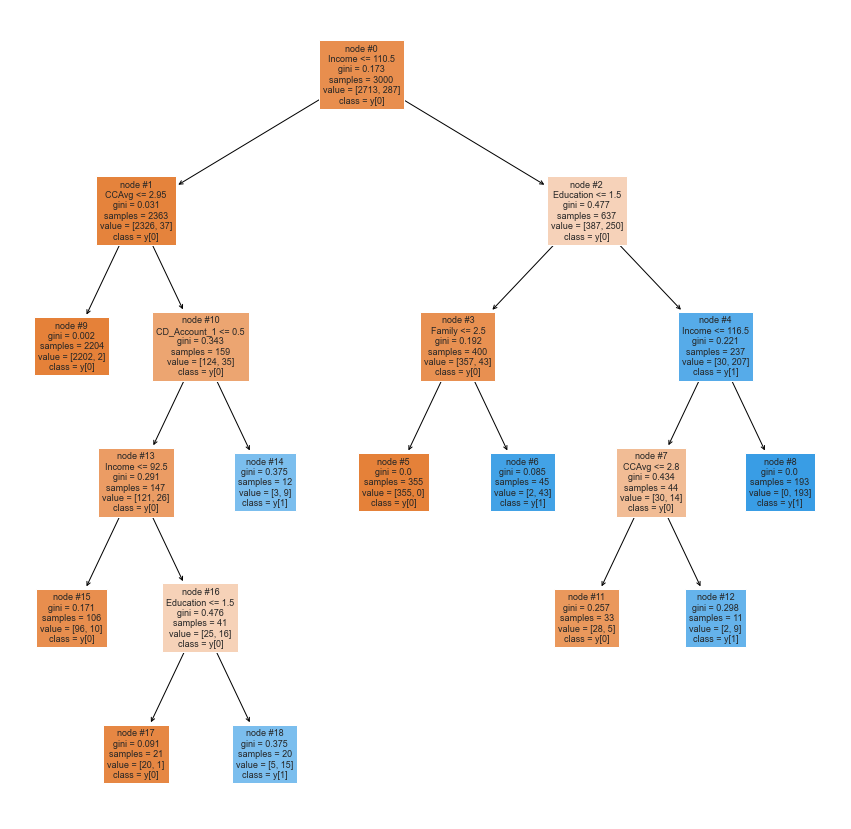 node #0
Income <= 110.5
gini = 0.173
samples = 3000
value = [2713, 287]
class = y[0]
node #1
CCAvg <= 2.95
gini = 0.031
samples = 2363
value = [2326, 37]
class = y[0]
node #2
Education <= 1.5
gini = 0.477
samples = 637
value = [387, 250]
class = y[0]
node #9
gini = 0.002
samples = 2204
value = [2202, 2]
class = y[0]
node #10
CD_Account_1 <= 0.5
gini = 0.343
samples = 159
value = [124, 35]
class = y[0]
node #3
Family <= 2.5
gini = 0.192
samples = 400
value = [357, 43]
class = y[0]
node #4
Income <= 116.5
gini = 0.221
samples = 237
value = [30, 207]
class = y[1]
node #13
Income <= 92.5
gini = 0.291
samples = 147
value = [121, 26]
class = y[0]
node #14
gini = 0.375
samples = 12
value = [3, 9]
class = y[1]
node #5
gini = 0.0
samples = 355
value = [355, 0]
class = y[0]
node #6
gini = 0.085
samples = 45
value = [2, 43]
class = y[1]
node #7
CCAvg <= 2.8
gini = 0.434
samples = 44
value = [30, 14]
class = y[0]
node #8
gini = 0.0
samples = 193
value = [0, 193]
class = y[1]
node #15
gini = 0.171
samples = 106
value = [96, 10]
class = y[0]
node #16
Education <= 1.5
gini = 0.476
samples = 41
value = [25, 16]
class = y[0]
node #11
gini = 0.257
samples = 33
value = [28, 5]
class = y[0]
node #12
gini = 0.298
samples = 11
value = [2, 9]
class = y[1]
node #17
gini = 0.091
samples = 21
value = [20, 1]
class = y[0]
node #18
gini = 0.375
samples = 20
value = [5, 15]
class = y[1]